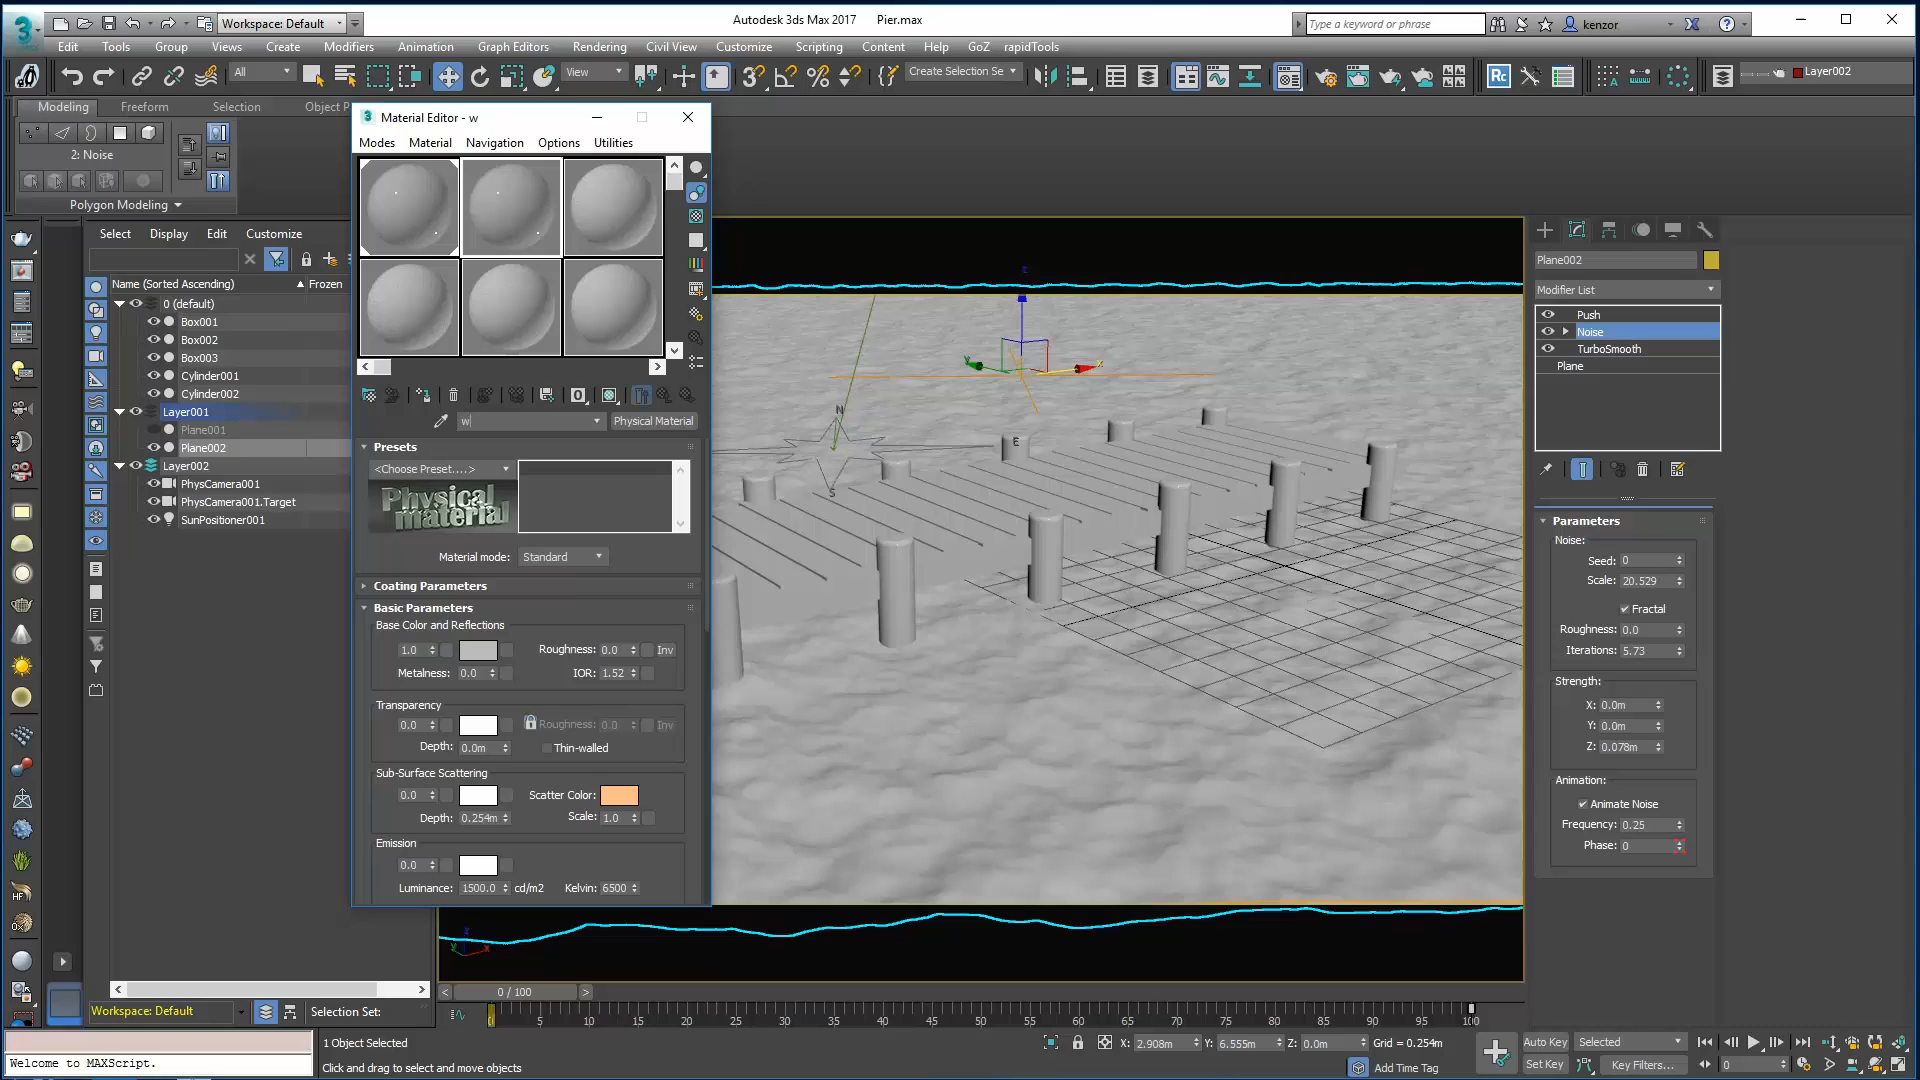 Workspace: Default
Autodesk 3ds Max 2017 Pier.max
Type a keyword or phrase
kenzor
Edit Tools Group Views Create Modifiers Animation Graph Editors Rendering Civil View Customize Scripting Content Help GoZ rapidTools
All
View
Create Selection Se
Rc
Layer002
Modeling Freeform Selection Object P
2: Noise
Polygon Modeling
Material Editor - w
Modes Material Navigation Options Utilities
Select Display Edit Customize
Name (Sorted Ascending) Frozen
0 (default)
Box001
Box002
Box003
Cylinder001
Cylinder002
Layer001
Plane001
Plane002
Layer002
PhysCamera001
PhysCamera001.Target
SunPositioner001
w
Physical Material
Presets
<Choose Preset....>
Physical material
Material mode: Standard
Coating Parameters
Basic Parameters
Base Color and Reflections
1.0 Roughness: 0.0 Inv
Metalness: 0.0 IOR: 1.52
Transparency
0.0 Roughness: 0.0 Inv
Depth: 0.0m Thin-walled
Sub-Surface Scattering
0.0 Scatter Color:
Depth: 0.254m Scale: 1.0
Emission
0.0
Luminance: 1500.0 cd/m2 Kelvin: 6500
z
y x
N
E
S
z
y x
Plane002
Modifier List
Push
Noise
TurboSmooth
Plane
Parameters
Noise:
Seed: 0
Scale: 20.529
Fractal
Roughness: 0.0
Iterations: 5.73
Strength:
X: 0.0m
Y: 0.0m
Z: 0.078m
Animation:
Animate Noise
Frequency: 0.25
Phase: 0
0 / 100
0 5 10 15 20 25 30 35 40 45 50 55 60 65 70 75 80 85 90 95 100
Workspace: Default
Selection Set:
1 Object Selected
X: 2.908m Y: 6.555m Z: 0.0m Grid = 0.254m
Auto Key Selected
Welcome to MAXScript.
Click and drag to select and move objects
Add Time Tag
Set Key Key Filters... 0